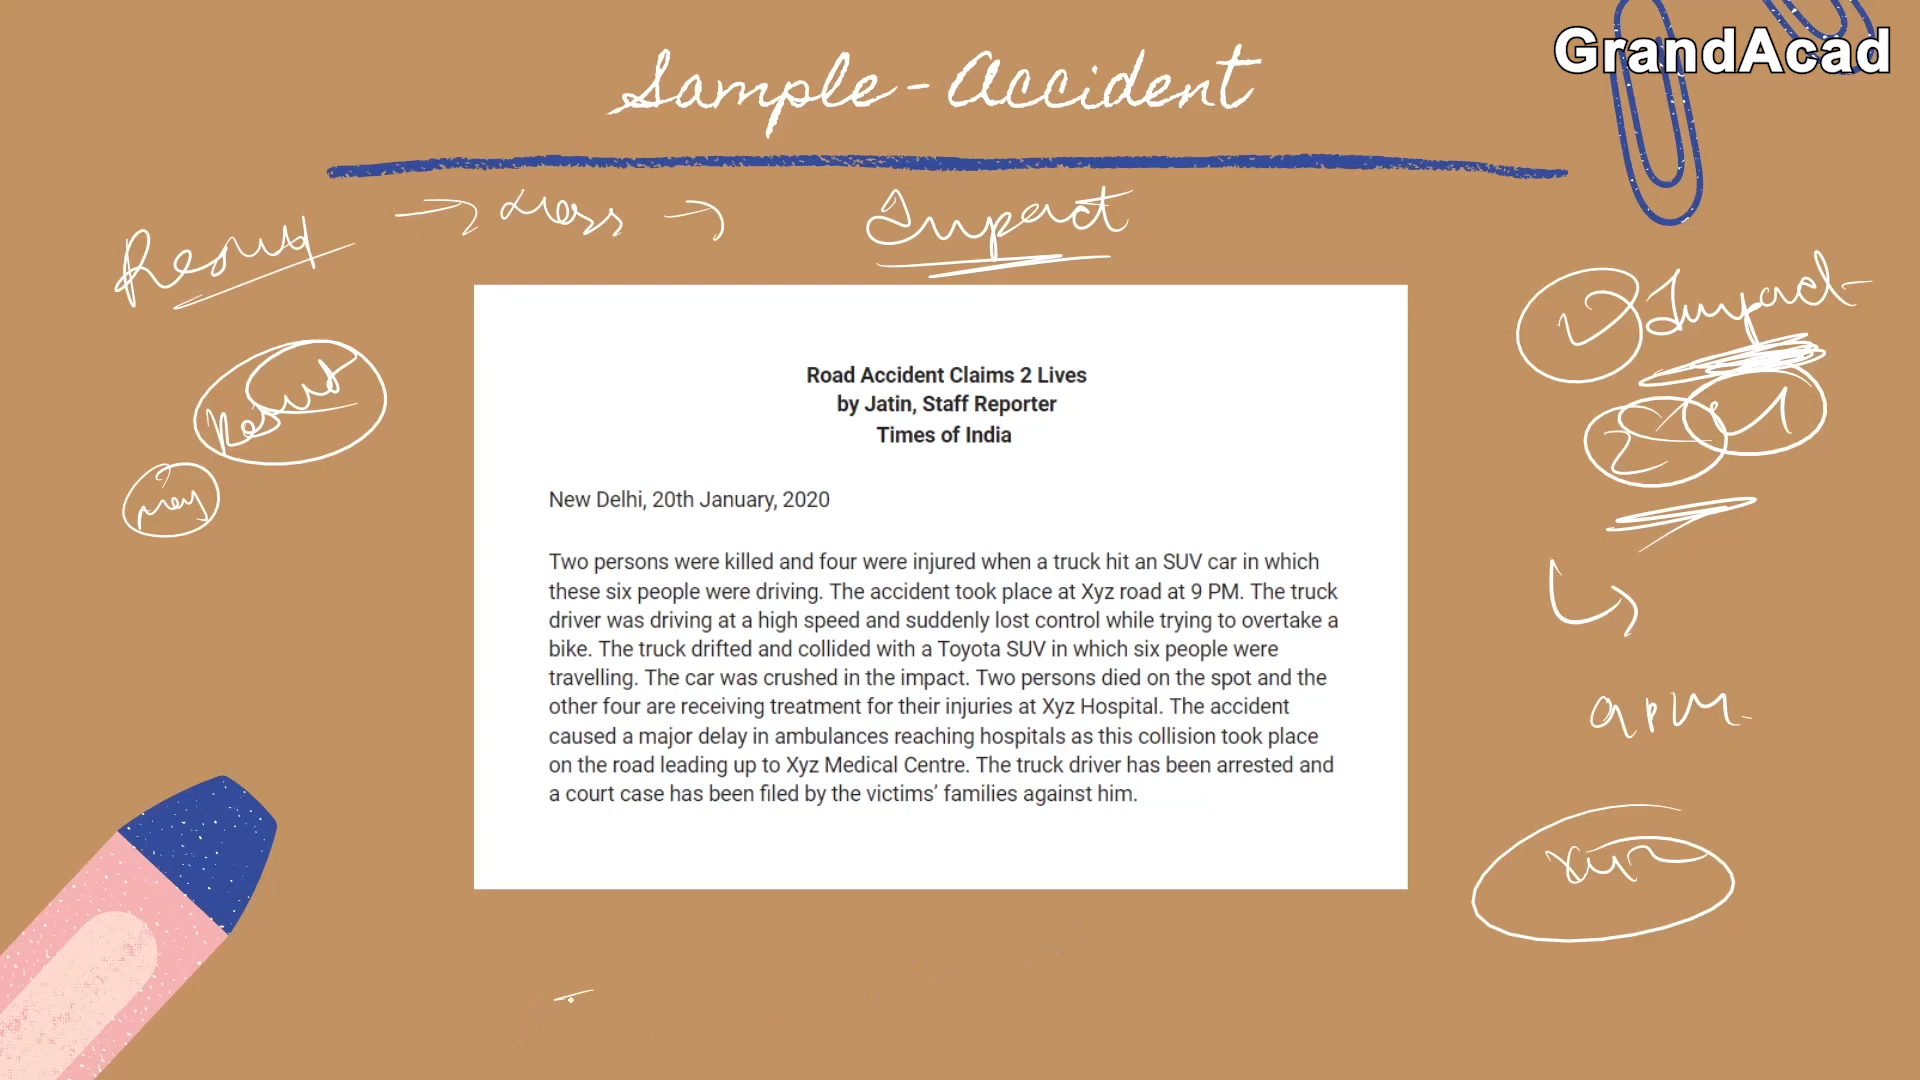 GrandAcad
Sample-Accident
Result → Loss → Impact
Impact
Result
2
9 PM
Xyz
Road Accident Claims 2 Lives
by Jatin, Staff Reporter
Times of India
New Delhi, 20th January, 2020
Two persons were killed and four were injured when a truck hit an SUV car in which
these six people were driving. The accident took place at Xyz road at 9 PM. The truck
driver was driving at a high speed and suddenly lost control while trying to overtake a
bike. The truck drifted and collided with a Toyota SUV in which six people were
travelling. The car was crushed in the impact. Two persons died on the spot and the
other four are receiving treatment for their injuries at Xyz Hospital. The accident
caused a major delay in ambulances reaching hospitals as this collision took place
on the road leading up to Xyz Medical Centre. The truck driver has been arrested and
a court case has been filed by the victims’ families against him.